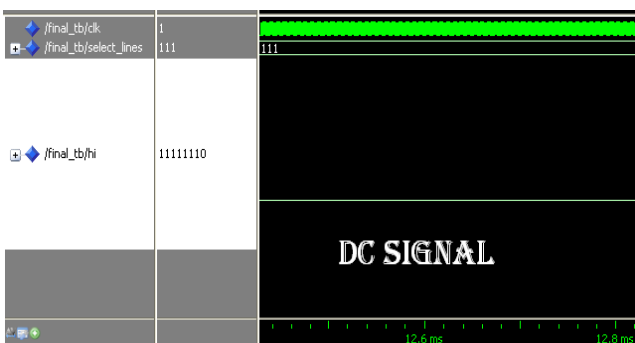 /final_tb/clk 1
/final_tb/select_lines 111 111
/final_tb/hi 11111110
DC SIGNAL
12.6 ms 12.8 ms